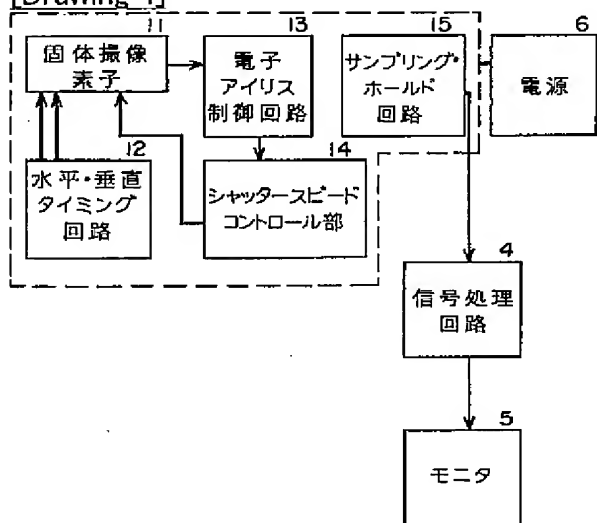 [Drawing 4]
11
固体撮像
素子
13
電子
アイリス
制御回路
15
サンプリング・
ホールド
回路
6
電源
12
水平・垂直
タイミング
回路
14
シャッタースピード
コントロール部
4
信号処理
回路
5
モニタ